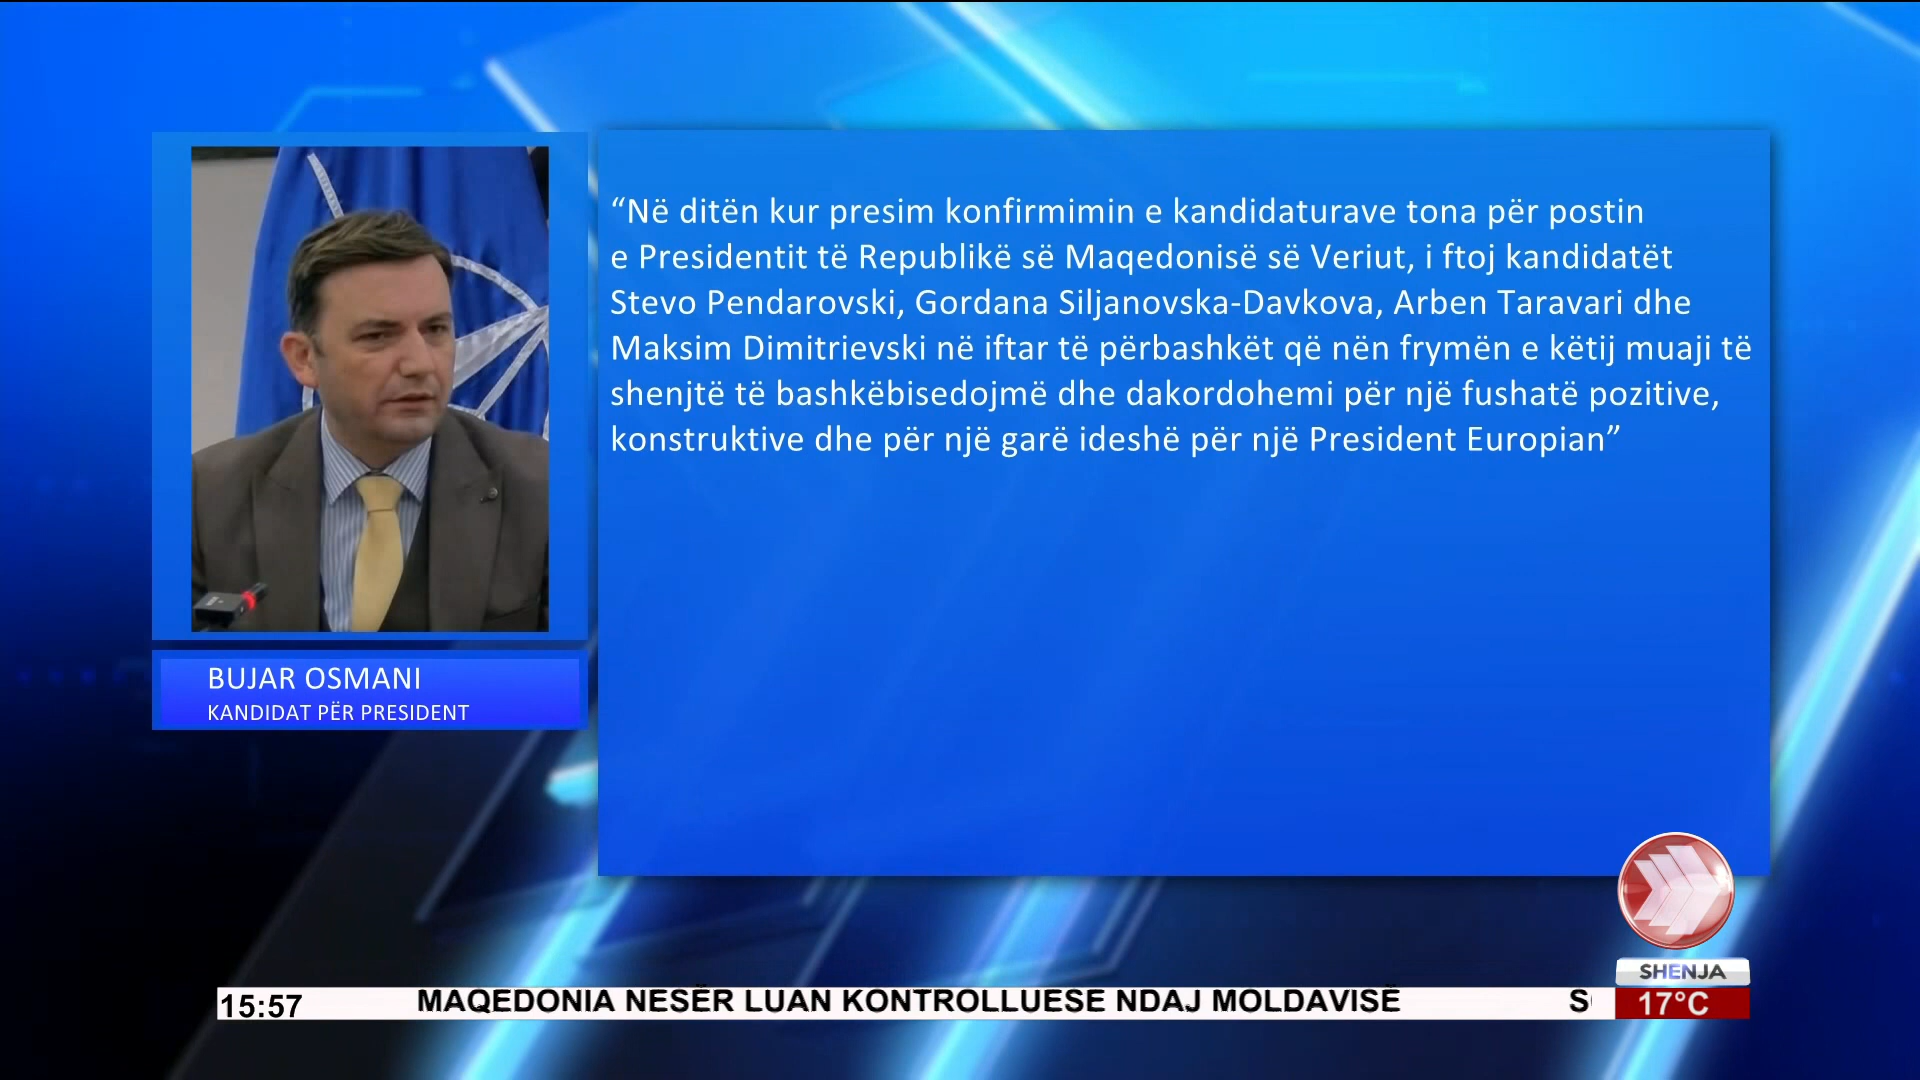 “Në ditën kur presim konfirmimin e kandidaturave tona për postin
e Presidentit të Republikë së Maqedonisë së Veriut, i ftoj kandidatët
Stevo Pendarovski, Gordana Siljanovska-Davkova, Arben Taravari dhe
Maksim Dimitrievski në iftar të përbashkët që nën frymën e këtij muaji të
shenjtë të bashkëbisedojmë dhe dakordohemi për një fushatë pozitive,
konstruktive dhe për një garë ideshë për një President Europian”
BUJAR OSMANI
KANDIDAT PËR PRESIDENT
SHENJA
15:57 MAQEDONIA NESËR LUAN KONTROLLUESE NDAJ MOLDAVISË
17°C